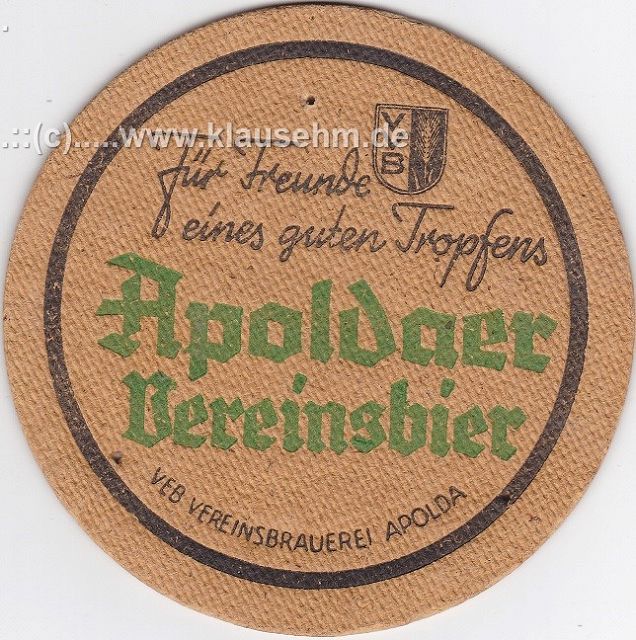 .::(c).....www.klausehm.de
VB
für Freunde
eines guten Tropfens
Apoldaer
Vereinsbier
VEB VEREINSBRAUEREI APOLDA